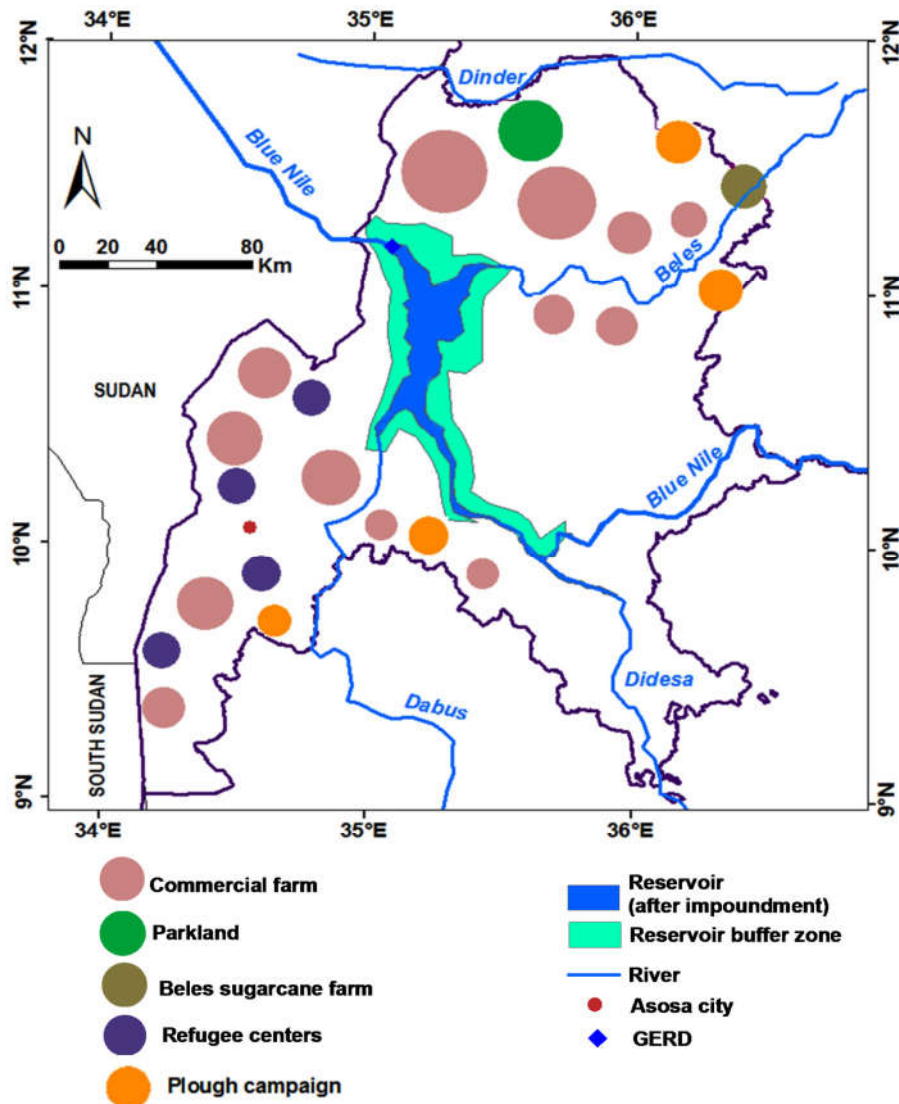 34°E 35°E 36°E
12°N 12°N
Dinder
Blue Nile
N
0 20 40 80
Km
Beles
11°N 11°N
SUDAN
Blue Nile
10°N 10°N
Didesa
Dabus
SOUTH SUDAN
9°N 9°N
34°E 35°E 36°E
Commercial farm
Parkland
Beles sugarcane farm
Refugee centers
Plough campaign
Reservoir
(after impoundment)
Reservoir buffer zone
River
Asosa city
GERD